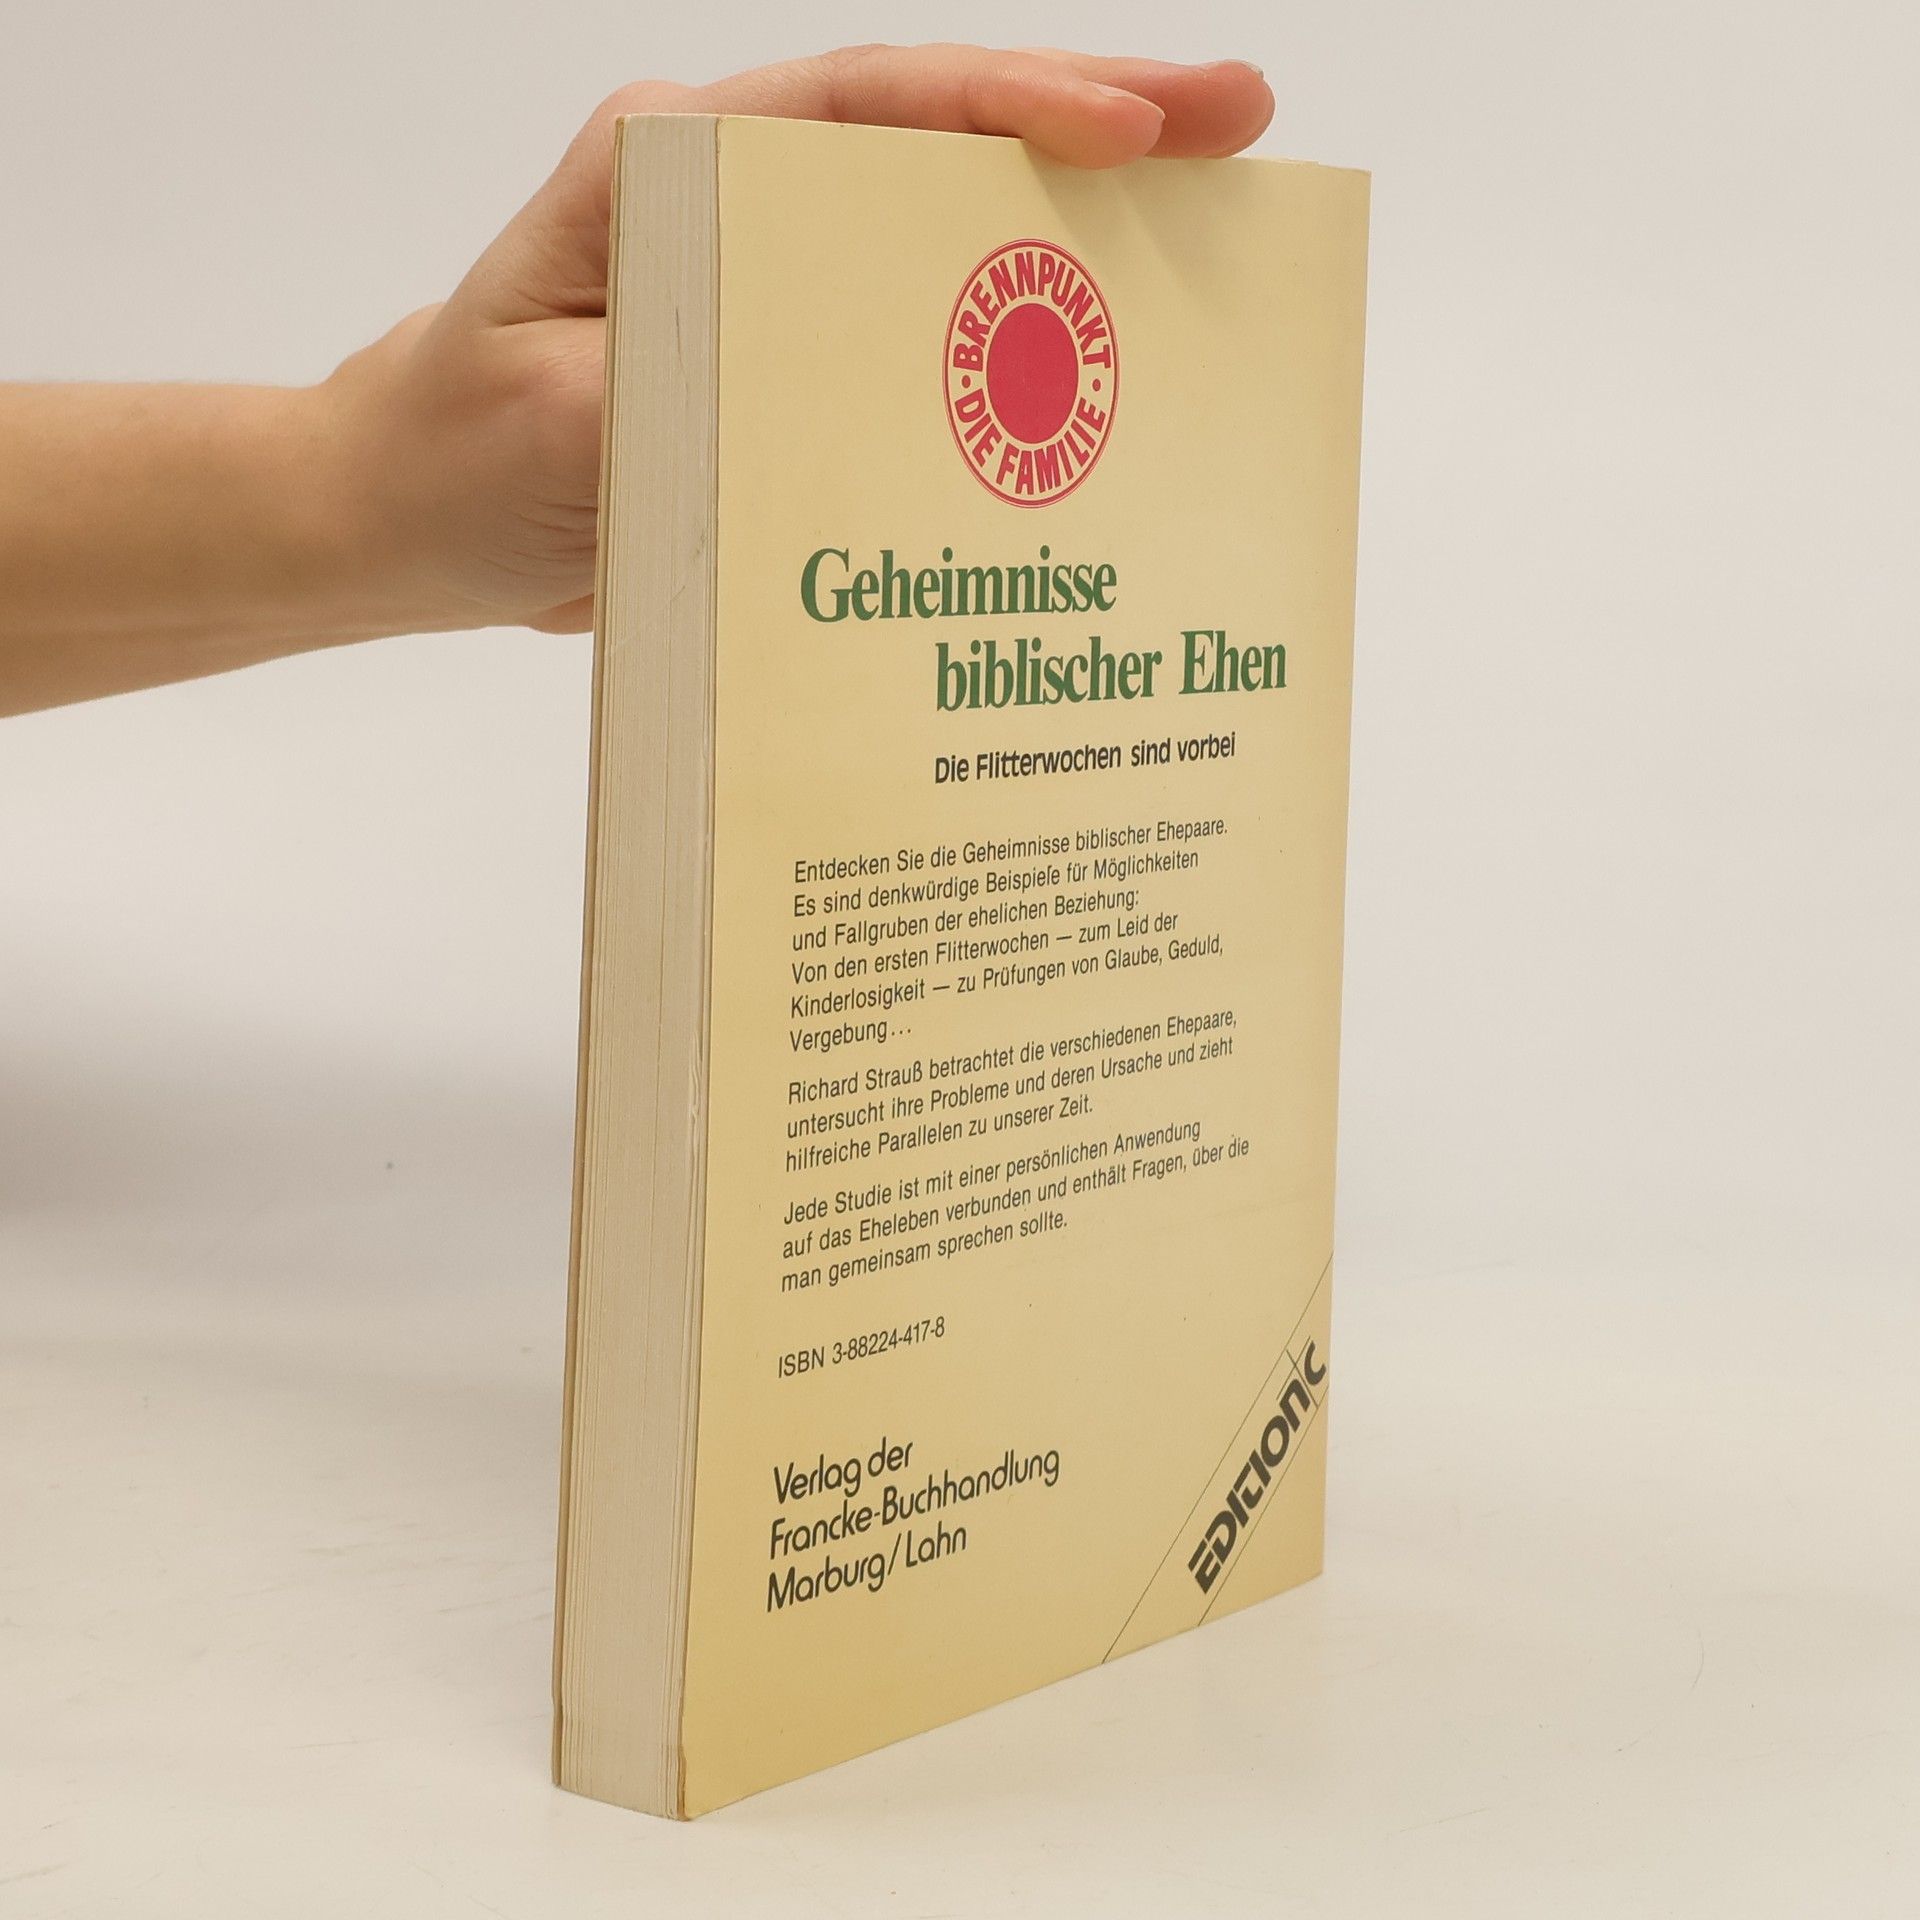 BRENNPUNKT
DIE FAMILIE
Geheimnisse
biblischer Ehen
Die Flitterwochen sind vorbei
Entdecken Sie die Geheimnisse biblischer Ehepaare.
Es sind denkwürdige Beispiele für Möglichkeiten
und Fallgruben der ehelichen Beziehung:
Von den ersten Flitterwochen — zum Leid der
Kinderlosigkeit — zu Prüfungen von Glaube, Geduld,
Vergebung...
Richard Strauß betrachtet die verschiedenen Ehepaare,
untersucht ihre Probleme und deren Ursache und zieht
hilfreiche Parallelen zu unserer Zeit.
Jede Studie ist mit einer persönlichen Anwendung
auf das Eheleben verbunden und enthält Fragen, über die
man gemeinsam sprechen sollte.
ISBN 3-88224-417-8
Verlag der
Francke-Buchhandlung
Marburg/Lahn
EDITION C